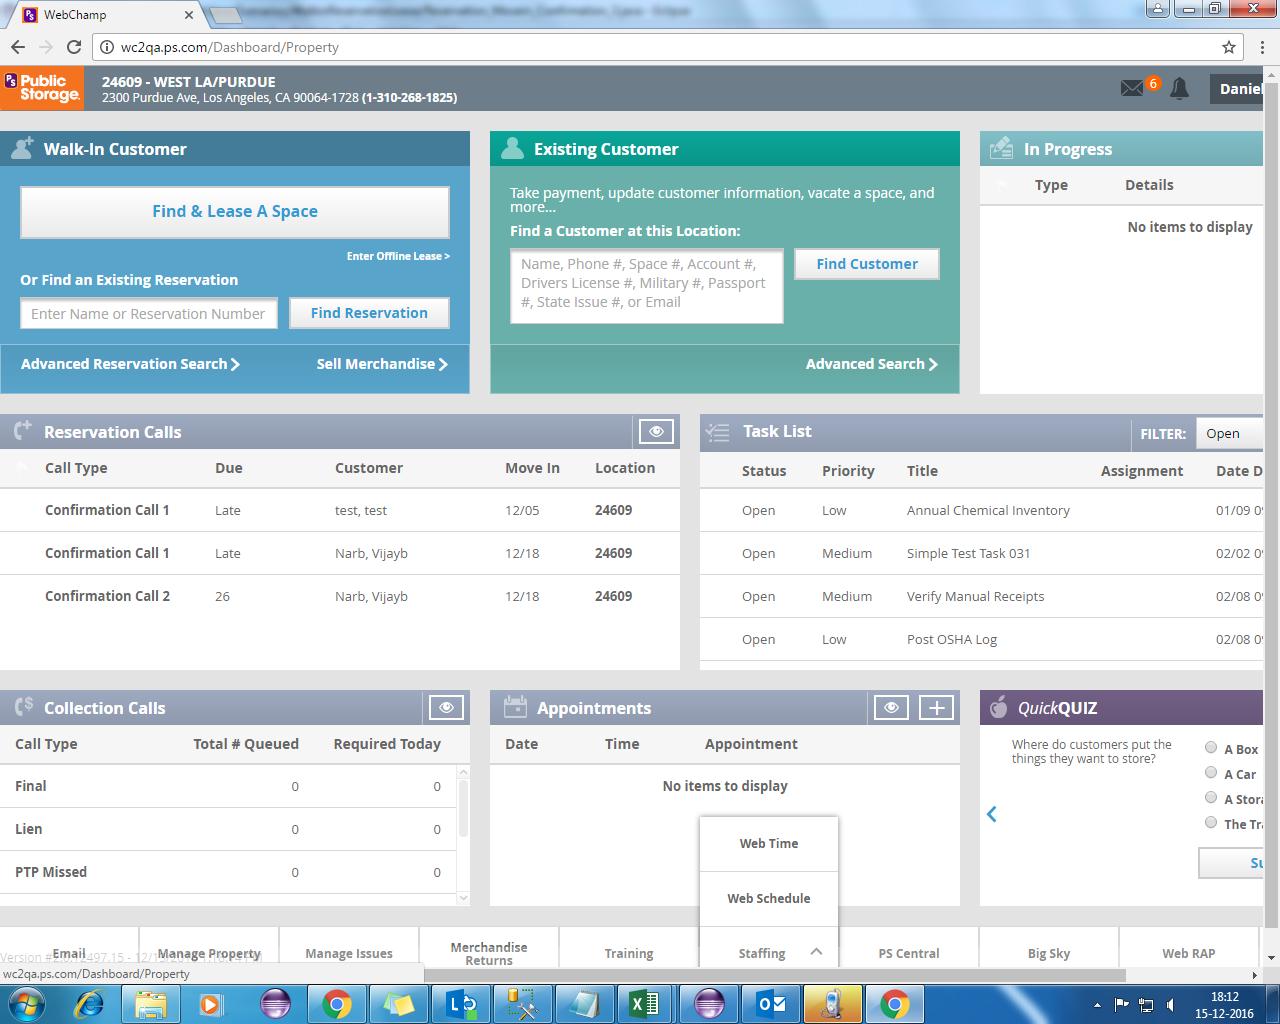 WebChamp
wc2qa.ps.com/Dashboard/Property
PS Public Storage.
24609 - WEST LA/PURDUE
2300 Purdue Ave, Los Angeles, CA 90064-1728 (1-310-268-1825)
6
Daniel
Walk-In Customer
Find & Lease A Space
Enter Offline Lease >
Or Find an Existing Reservation
Enter Name or Reservation Number
Find Reservation
Advanced Reservation Search
Sell Merchandise
Existing Customer
Take payment, update customer information, vacate a space, and
more...
Find a Customer at this Location:
Name, Phone #, Space #, Account #,
Drivers License #, Military #, Passport
#, State Issue #, or Email
Find Customer
Advanced Search
In Progress
Type Details
No items to display
Reservation Calls
Call Type Due Customer Move In Location
Confirmation Call 1 Late test, test 12/05 24609
Confirmation Call 1 Late Narb, Vijayb 12/18 24609
Confirmation Call 2 26 Narb, Vijayb 12/18 24609
Task List
FILTER: Open
Status Priority Title Assignment Date D
Open Low Annual Chemical Inventory 01/09 09
Open Medium Simple Test Task 031 02/02 09
Open Medium Verify Manual Receipts 02/08 09
Open Low Post OSHA Log 02/08 09
Collection Calls
Call Type Total # Queued Required Today
Final 0 0
Lien 0 0
PTP Missed 0 0
Appointments
Date Time Appointment
No items to display
QuickQUIZ
Where do customers put the
things they want to store?
A Box
A Car
A Stora
The Tra
Su
Web Time
Web Schedule
Email
Manage Property
Manage Issues
Merchandise
Returns
Training
Staffing
PS Central
Big Sky
Web RAP
wc2qa.ps.com/Dashboard/Property
18:12
15-12-2016